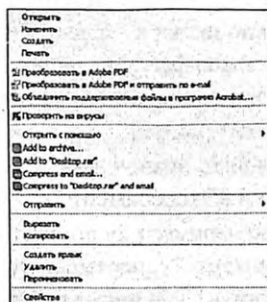 Открыть
Изменить
Создать
Печать
Преобразовать в Adobe PDF
Преобразовать в Adobe PDF и отправить по e-mail
Объединить поддерживаемые файлы в программе Acrobat...
Проверить на вирусы
Открыть с помощью
Add to archive...
Add to "Desktop.rar"
Compress and email...
Compress to "Desktop.rar" and email
Отправить
Вырезать
Копировать
Создать ярлык
Удалить
Переименовать
Свойства